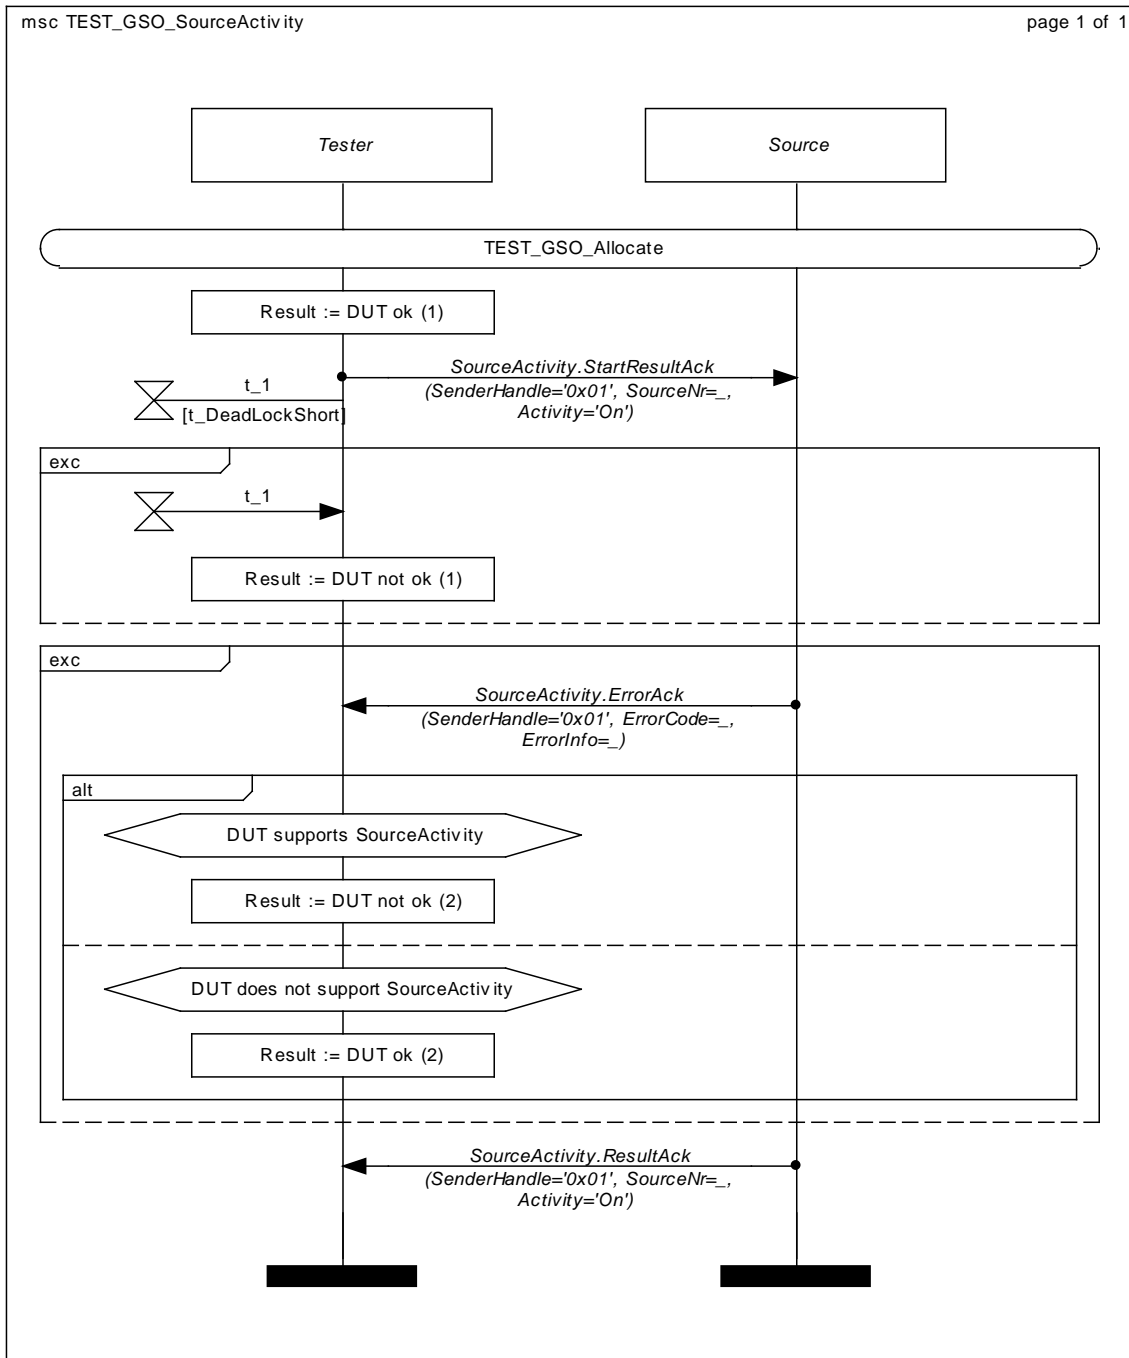 msc TEST_GSO_SourceActivity
page 1 of 1
Tester
Source
TEST_GSO_Allocate
Result := DUT ok (1)
SourceActivity.StartResultAck
(SenderHandle='0x01', SourceNr=_,
Activity='On')
t_1
[t_DeadLockShort]
exc
t_1
Result := DUT not ok (1)
exc
SourceActivity.ErrorAck
(SenderHandle='0x01', ErrorCode=_,
ErrorInfo=_)
alt
DUT supports SourceActivity
Result := DUT not ok (2)
DUT does not support SourceActivity
Result := DUT ok (2)
SourceActivity.ResultAck
(SenderHandle='0x01', SourceNr=_,
Activity='On')